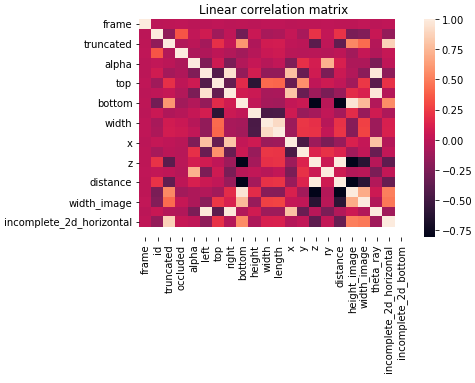 Linear correlation matrix
frame
truncated
alpha
top
bottom
width
x
z
distance
width_image
incomplete_2d_horizontal
frame
id
truncated
occluded
alpha
left
top
right
bottom
height
width
length
x
y
z
ry
distance
height_image
width_image
theta_ray
incomplete_2d_horizontal
incomplete_2d_bottom
1.00
0.75
0.50
0.25
0.00
−0.25
−0.50
−0.75